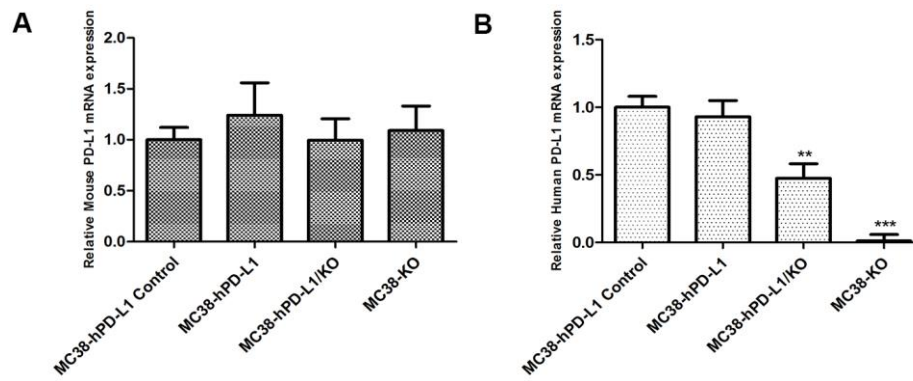 A
Relative Mouse PD-L1 mRNA expression
2.0
1.5
1.0
0.5
0.0
MC38-hPD-L1 Control
MC38-hPD-L1
MC38-hPD-L1/KO
MC38-KO
B
Relative Human PD-L1 mRNA expression
1.5
1.0
0.5
0.0
**
***
MC38-hPD-L1 Control
MC38-hPD-L1
MC38-hPD-L1/KO
MC38-KO